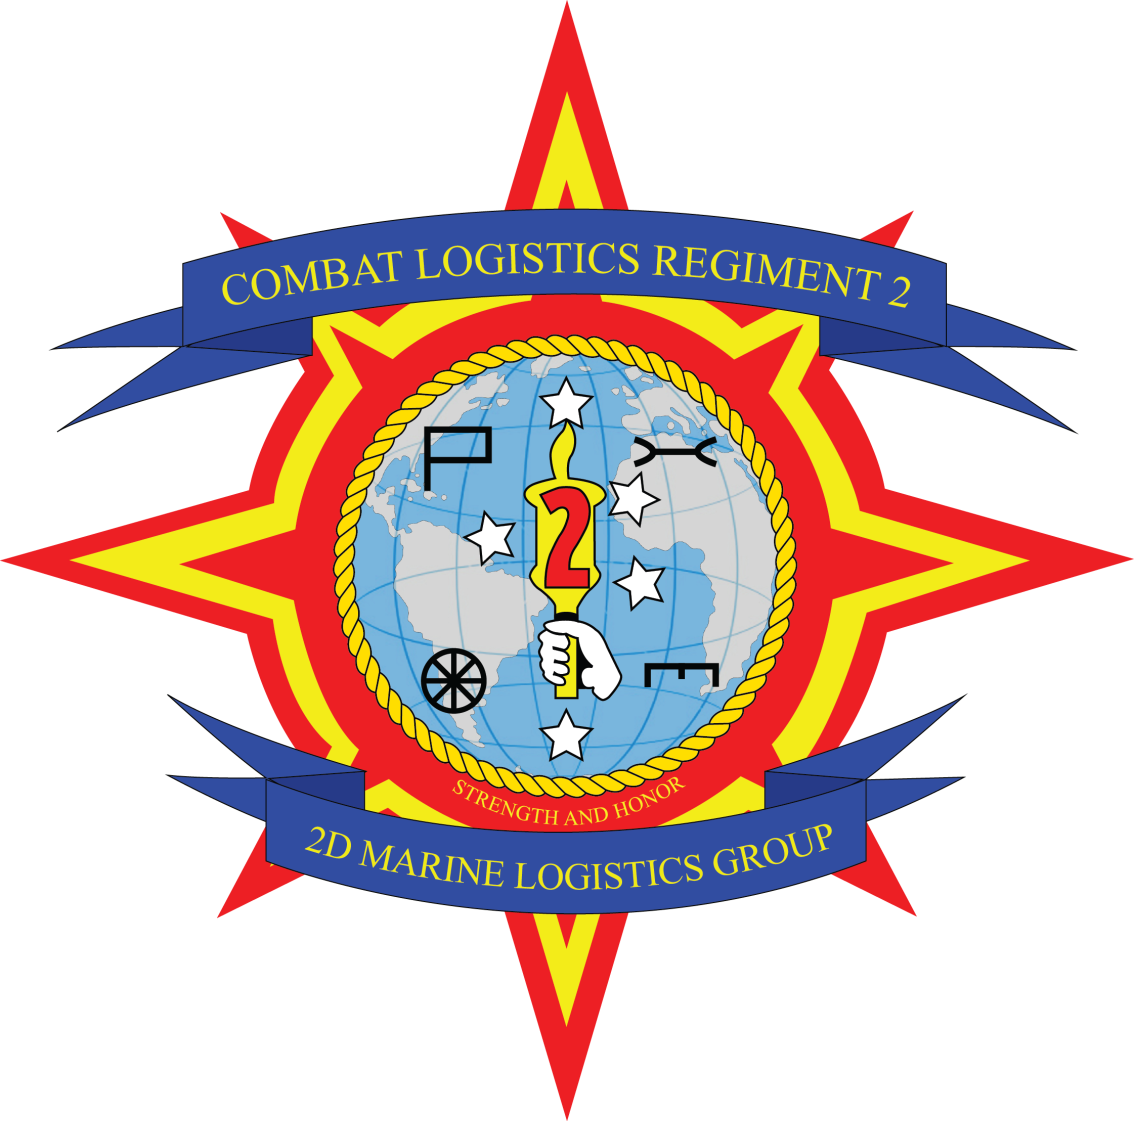 COMBAT LOGISTICS REGIMENT 2
2
STRENGTH AND HONOR
2D MARINE LOGISTICS GROUP